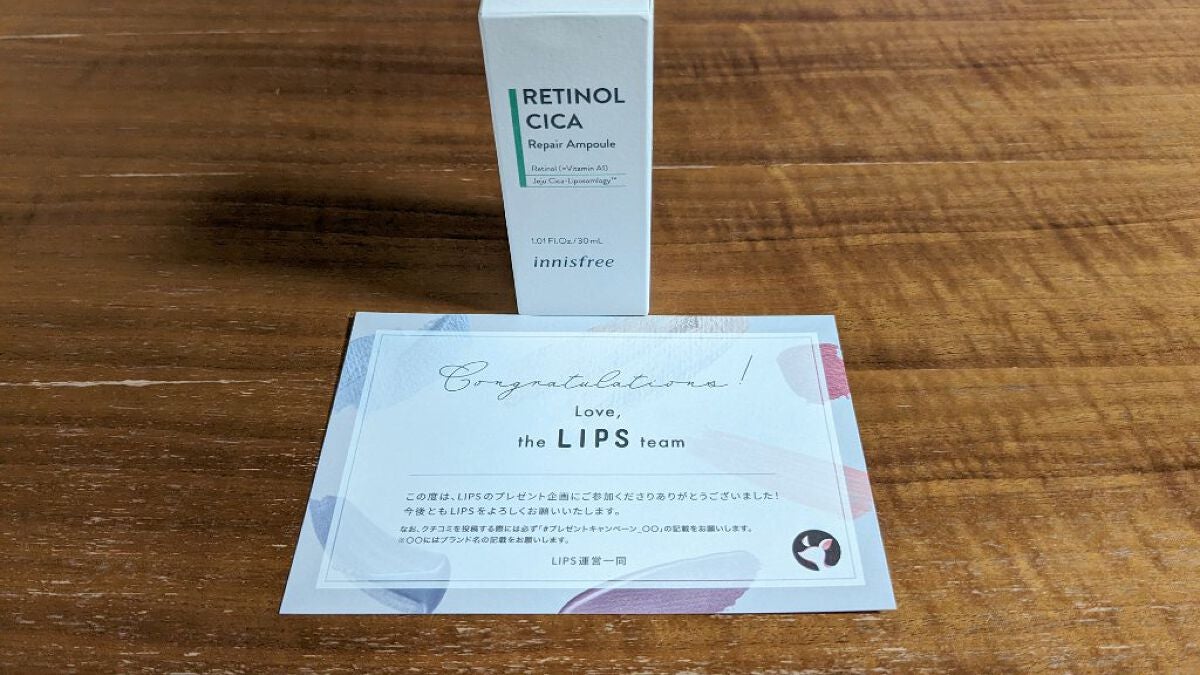 RETINOL
CICA
Repair Ampoule
Retinol (=Vitamin A1)
Jeju Cica-Liposomlogy™
1.01 Fl.Oz./30 mL
innisfree
Congratulations!
Love,
the LIPS team
この度は、LIPSのプレゼント企画にご参加くださりありがとうございました!
今後ともLIPSをよろしくお願いいたします。
なお、クチコミを投稿する際には必ず「#プレゼントキャンペーン_〇〇」の記載をお願いします。
※〇〇にはブランド名の記載をお願いします。
LIPS運営一同